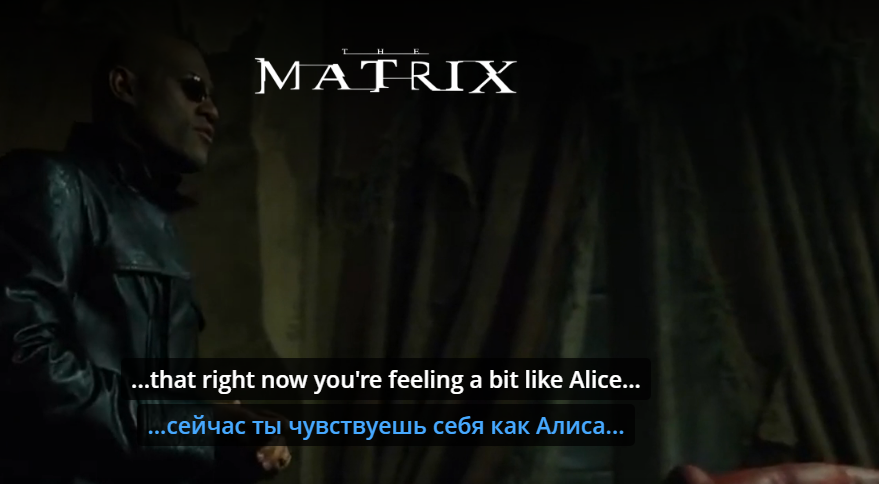 THE
MATRIX
...that right now you're feeling a bit like Alice...
...сейчас ты чувствуешь себя как Алиса...